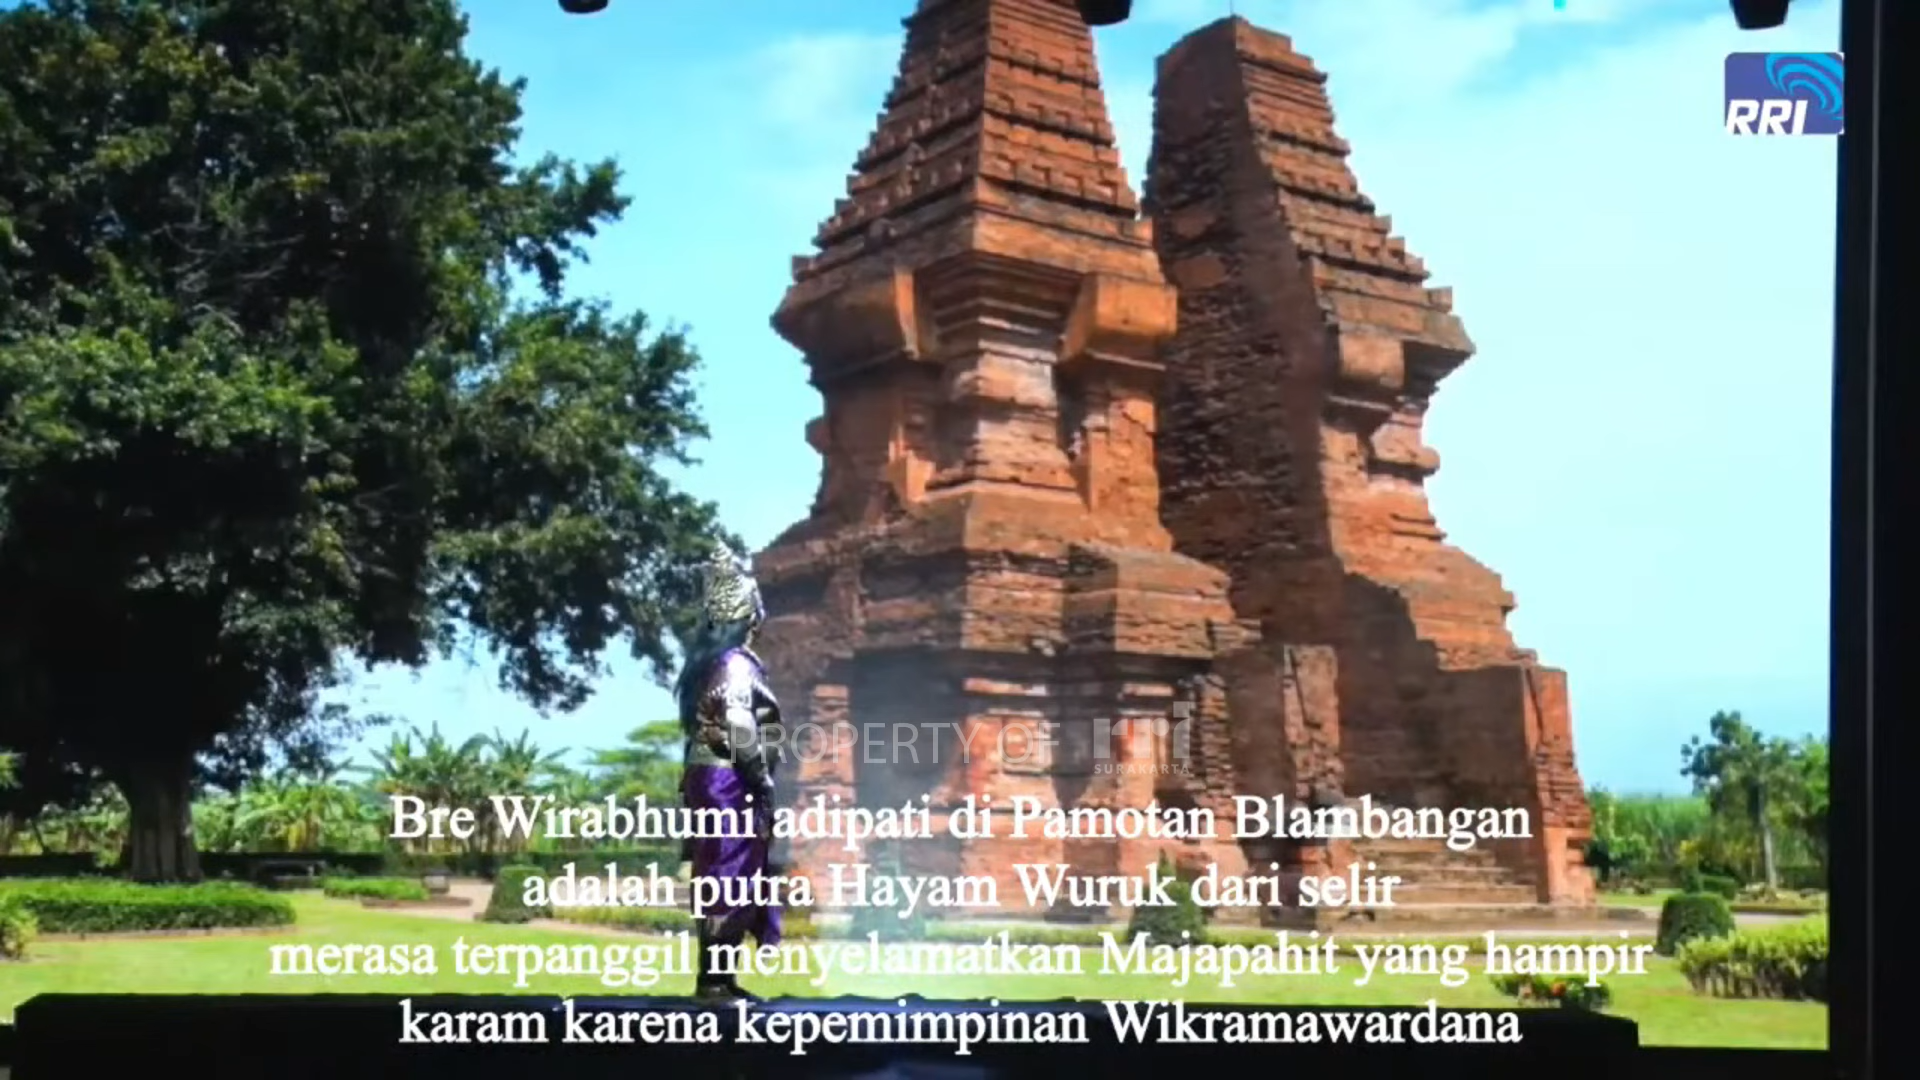 RRI
PROPERTY OF rri
SURAKARTA
Bre Wirabhumi adipati di Pamotan Blambangan
adalah putra Hayam Wuruk dari selir
merasa terpanggil menyelamatkan Majapahit yang hampir
karam karena kepemimpinan Wikramawardana